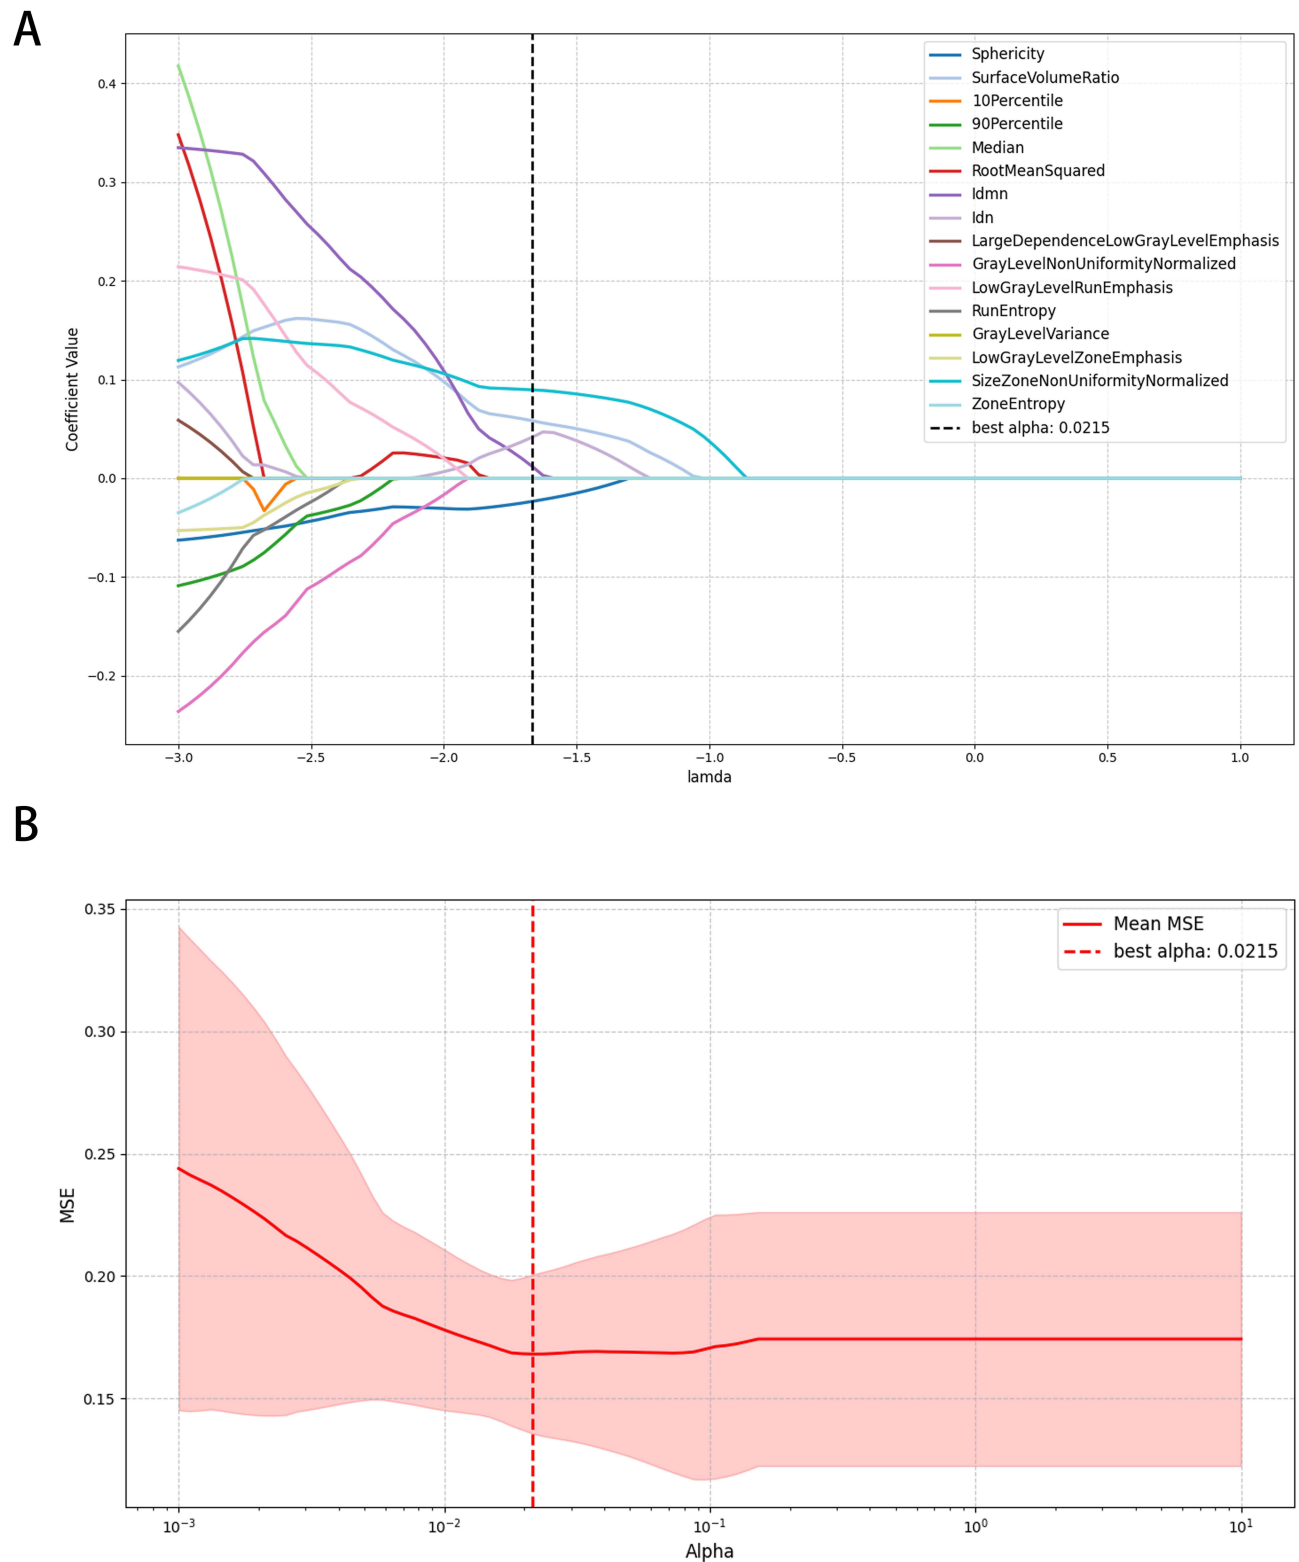 A
0.4
0.3
0.2
0.1
0.0
−0.1
−0.2
Coefficient Value
Sphericity
SurfaceVolumeRatio
10Percentile
90Percentile
Median
RootMeanSquared
Idmn
Idn
LargeDependenceLowGrayLevelEmphasis
GrayLevelNonUniformityNormalized
LowGrayLevelRunEmphasis
RunEntropy
GrayLevelVariance
LowGrayLevelZoneEmphasis
SizeZoneNonUniformityNormalized
ZoneEntropy
best alpha: 0.0215
−3.0 −2.5 −2.0 −1.5 −1.0 −0.5 0.0 0.5 1.0
lamda
B
0.35
0.30
0.25
0.20
0.15
MSE
Mean MSE
best alpha: 0.0215
10⁻³ 10⁻² 10⁻¹ 10⁰ 10¹
Alpha